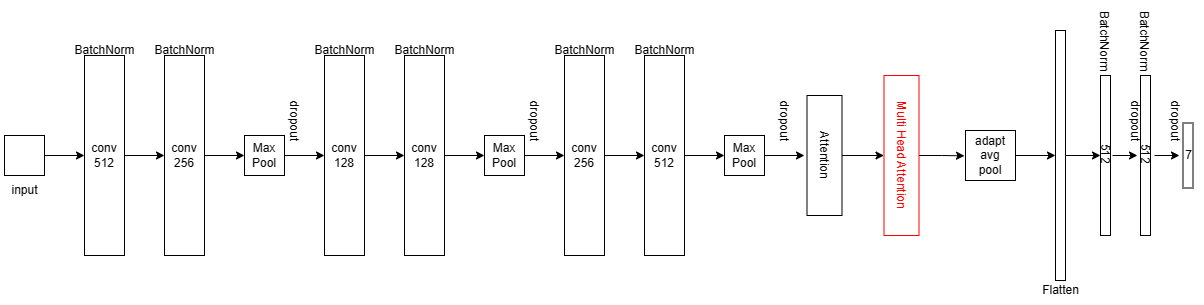 input
BatchNorm
conv
512
BatchNorm
conv
256
Max
Pool
dropout
BatchNorm
conv
128
BatchNorm
conv
128
Max
Pool
dropout
BatchNorm
conv
256
BatchNorm
conv
512
Max
Pool
dropout
Attention
Multi Head Attention
adapt
avg
pool
Flatten
BatchNorm
512
dropout
BatchNorm
512
dropout
7